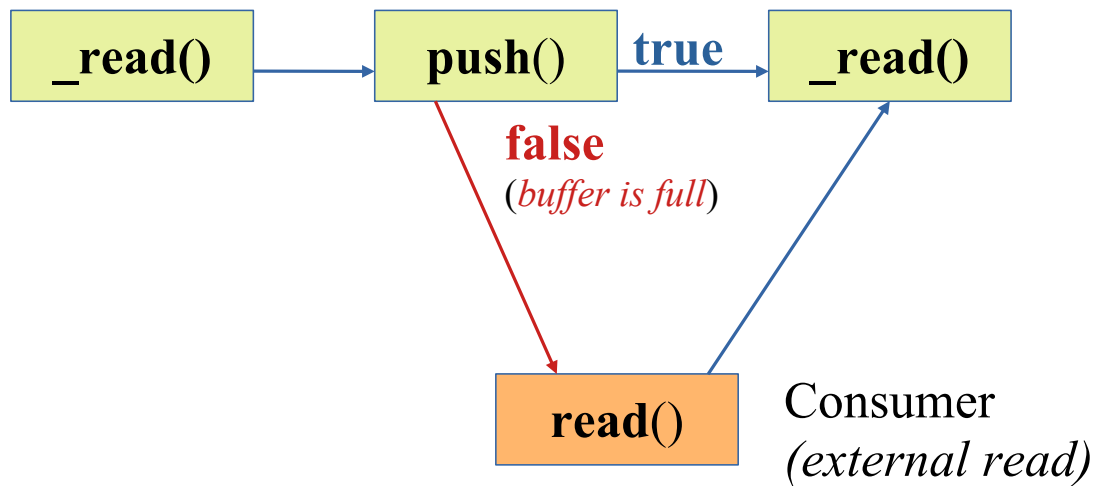 _read()
push()
true
_read()
false
(buffer is full)
read()
Consumer
(external read)